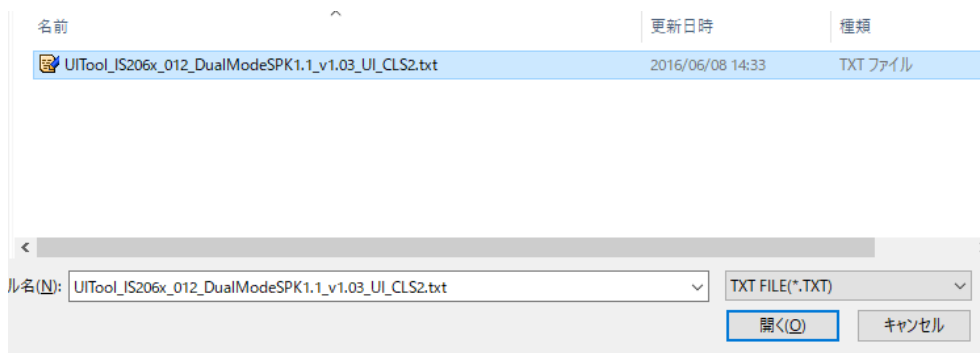 名前 更新日時 種類
UITool_IS206x_012_DualModeSPK1.1_v1.03_UI_CLS2.txt 2016/06/08 14:33 TXT ファイル
ル名(N): UITool_IS206x_012_DualModeSPK1.1_v1.03_UI_CLS2.txt TXT FILE(*.TXT)
開く(O) キャンセル